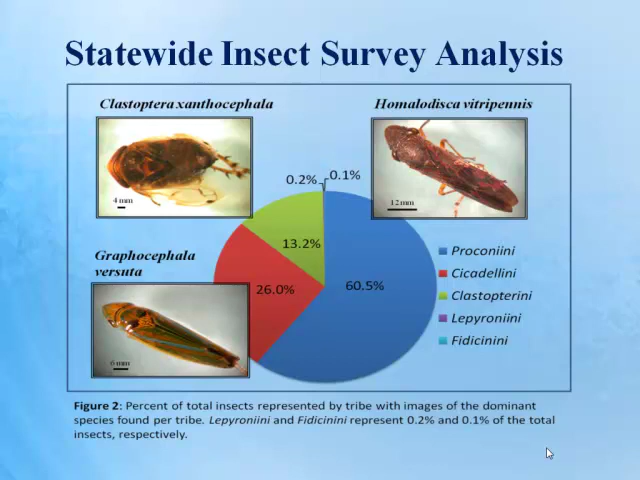 Statewide Insect Survey Analysis
Clastoptera xanthocephala
Homalodisca vitripennis
4 mm
12mm
0.2%
0.1%
13.2%
26.0%
60.5%
Graphocephala
versuta
6 mm
Proconiini
Cicadellini
Clastopterini
Lepyroniini
Fidicinini
Figure 2: Percent of total insects represented by tribe with images of the dominant
species found per tribe. Lepyroniini and Fidicinini represent 0.2% and 0.1% of the total
insects, respectively.